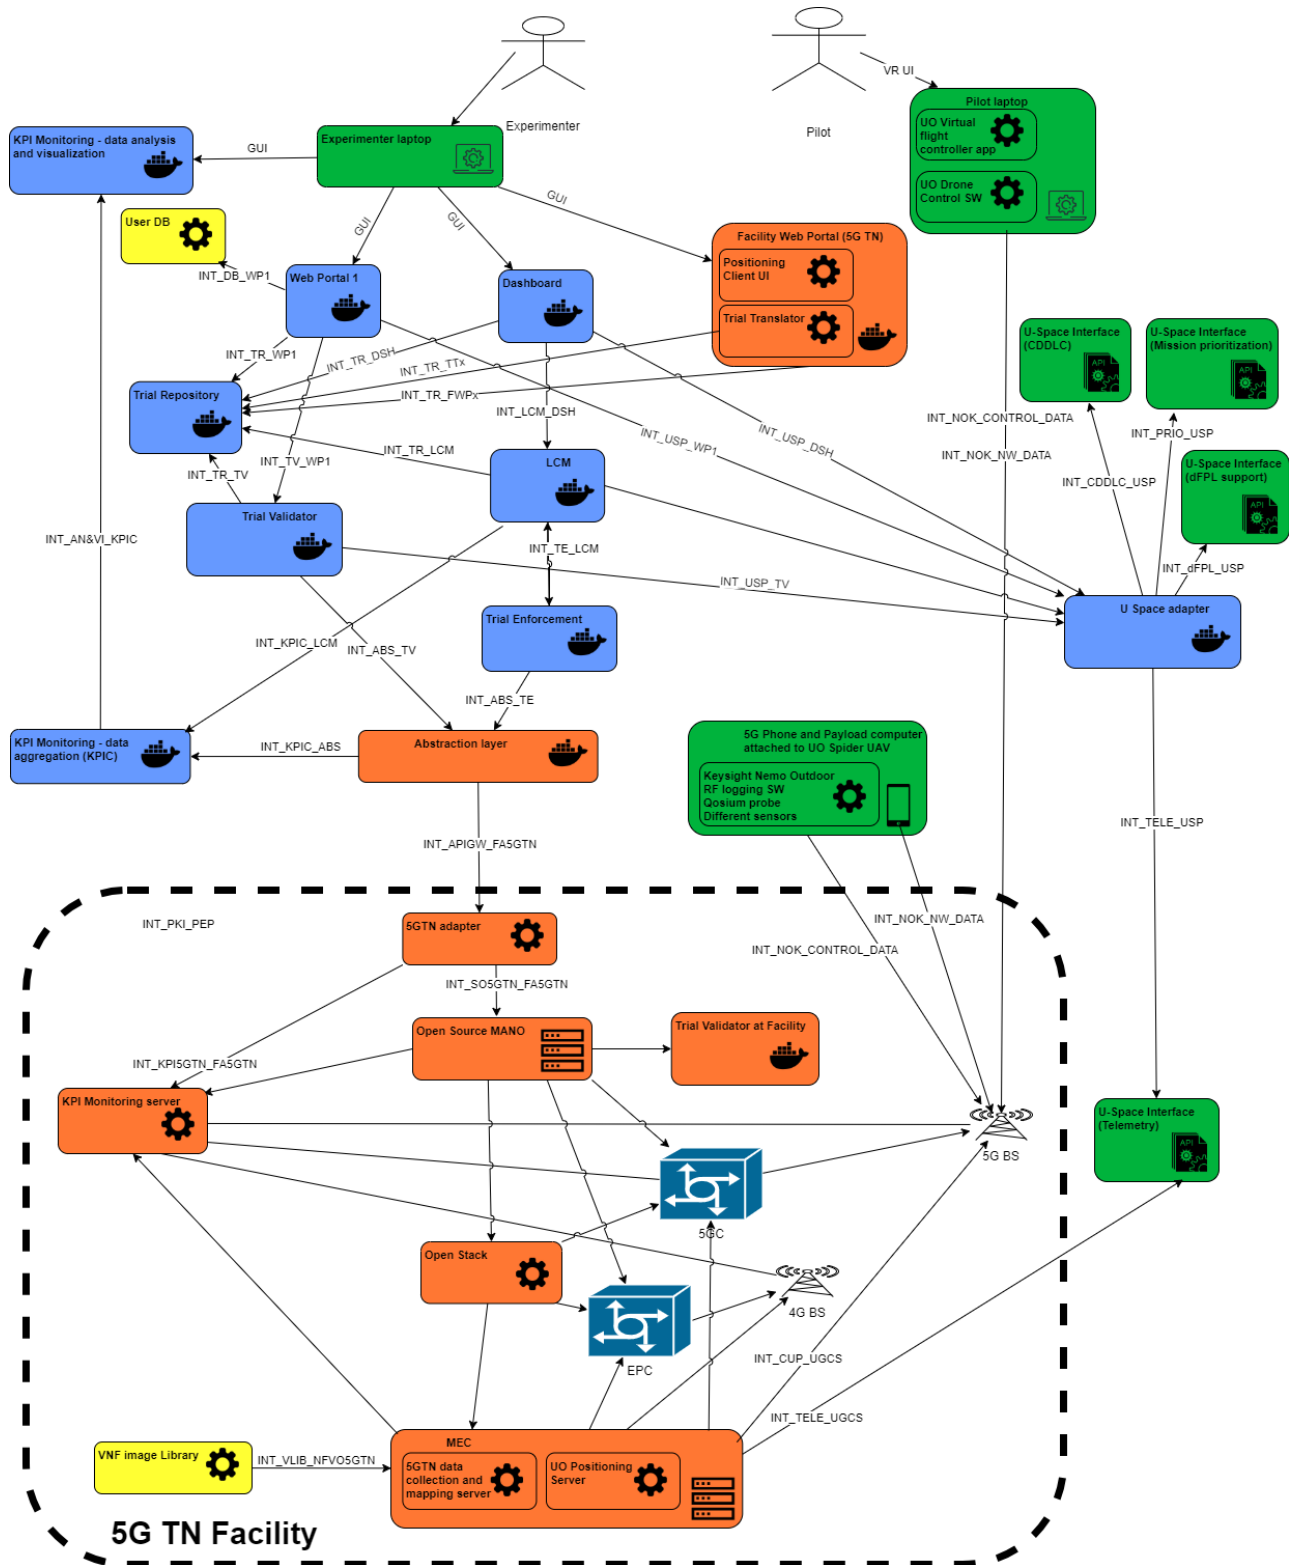 VR UI
Experimenter
Pilot
Pilot laptop
UO Virtual
flight
controller app
UO Drone
Control SW
KPI Monitoring - data analysis
and visualization
GUI
Experimenter laptop
GUI
GUI
GUI
User DB
INT_DB_WP1
Web Portal 1
Dashboard
Facility Web Portal (5G TN)
Positioning
Client UI
Trial Translator
U-Space Interface
(CDDLC)
U-Space Interface
(Mission prioritization)
INT_TR_WP1
INT_TR_DSH
INT_TR_TTx
INT_TR_FWPx
Trial Repository
INT_LCM_DSH
INT_NOK_CONTROL_DATA
INT_USP_WP1
INT_USP_DSH
INT_PRIO_USP
INT_TR_LCM
INT_TV_WP1
INT_TR_TV
LCM
INT_NOK_NW_DATA
U-Space Interface
(dFPL support)
INT_CDDLC_USP
Trial Validator
INT_AN&VI_KPIC
INT_TE_LCM
INT_USP_TV
INT_dFPL_USP
Trial Enforcement
U Space adapter
INT_KPIC_LCM
INT_ABS_TV
INT_ABS_TE
KPI Monitoring - data
aggregation (KPIC)
INT_KPIC_ABS
Abstraction layer
5G Phone and Payload computer
attached to UO Spider UAV
Keysight Nemo Outdoor
RF logging SW
Qosium probe
Different sensors
INT_TELE_USP
INT_APIGW_FA5GTN
INT_PKI_PEP
5GTN adapter
INT_NOK_NW_DATA
INT_NOK_CONTROL_DATA
INT_SO5GTN_FA5GTN
Open Source MANO
Trial Validator at Facility
INT_KPI5GTN_FA5GTN
KPI Monitoring server
5G BS
U-Space Interface
(Telemetry)
5GC
Open Stack
4G BS
EPC
INT_CUP_UGCS
INT_TELE_UGCS
VNF image Library
INT_VLIB_NFVO5GTN
MEC
5GTN data
collection and
mapping server
UO Positioning
Server
5G TN Facility
API
API
API
API